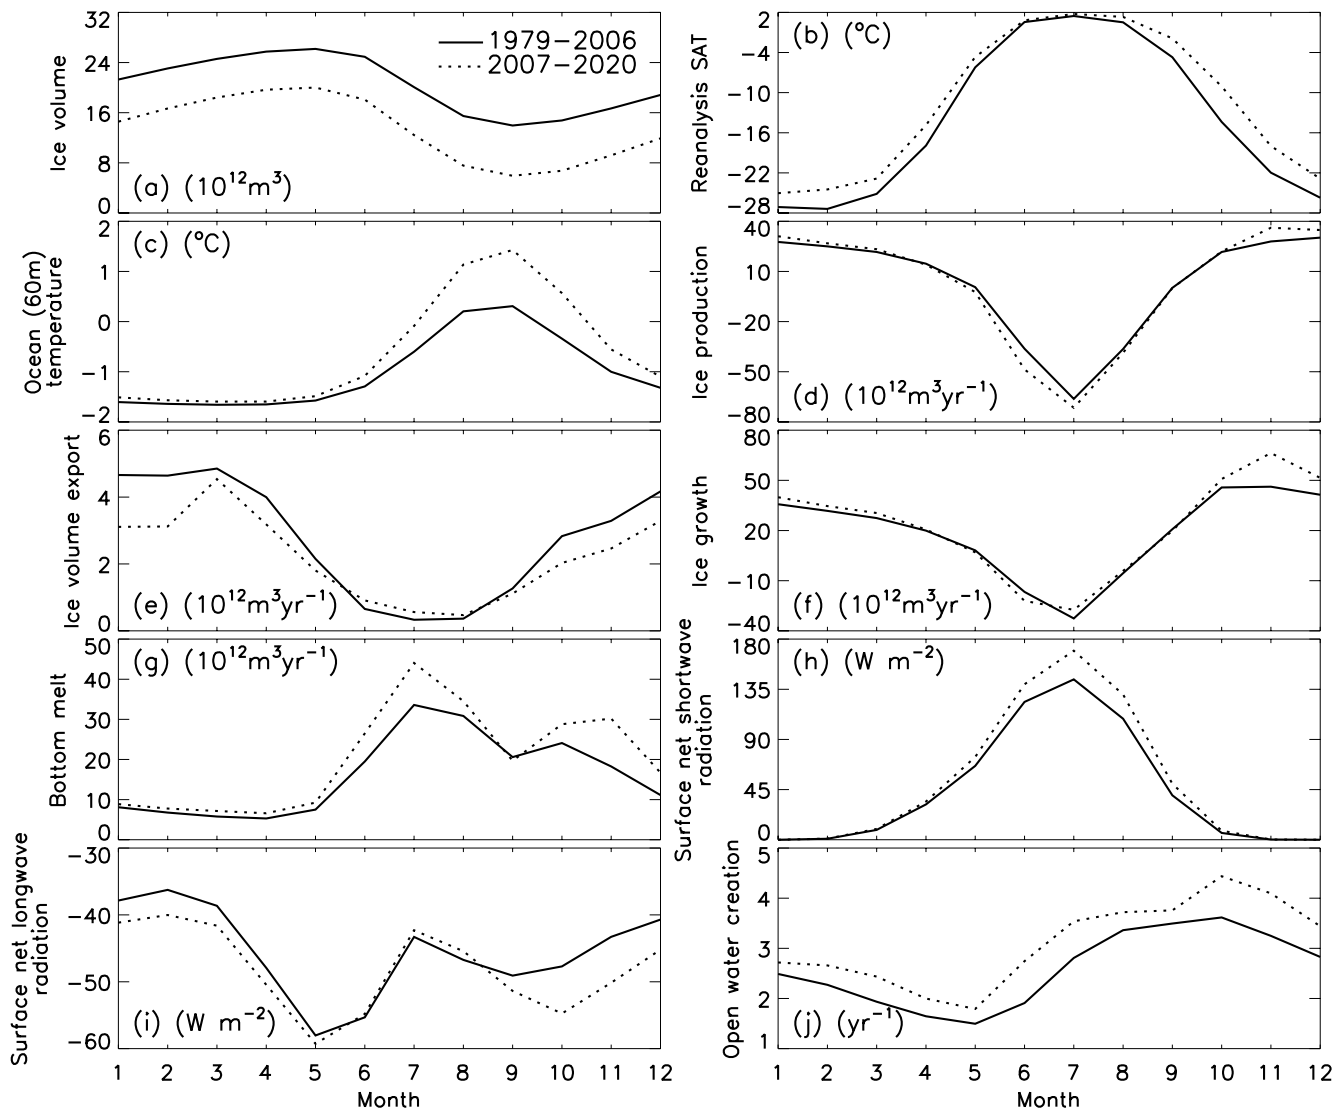 32
24
16
8
0
Ice volume
1979−2006
2007−2020
(a) (10¹²m³)
2
−4
−10
−16
−22
−28
Reanalysis SAT
(b) (°C)
2
1
0
−1
−2
Ocean (60m)
temperature
(c) (°C)
40
10
−20
−50
−80
Ice production
(d) (10¹²m³yr⁻¹)
6
4
2
0
Ice volume export
(e) (10¹²m³yr⁻¹)
80
50
20
−10
−40
Ice growth
(f) (10¹²m³yr⁻¹)
50
40
30
20
10
0
Bottom melt
(g) (10¹²m³yr⁻¹)
180
135
90
45
0
Surface net shortwave
radiation
(h) (W m⁻²)
−30
−40
−50
−60
Surface net longwave
radiation
(i) (W m⁻²)
1 2 3 4 5 6 7 8 9 10 11 12
Month
5
4
3
2
1
Open water creation
(j) (yr⁻¹)
1 2 3 4 5 6 7 8 9 10 11 12
Month